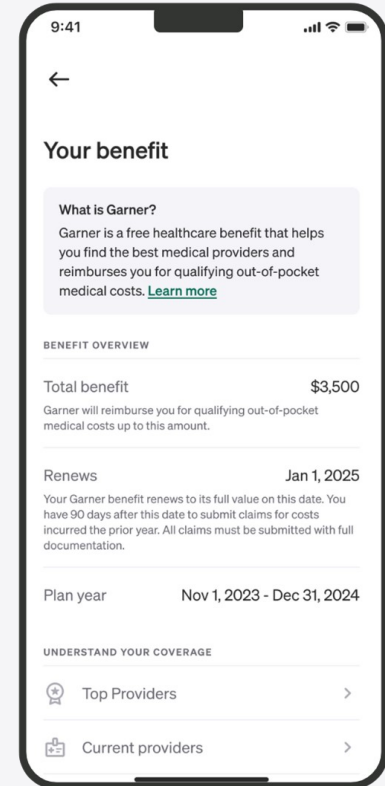 9:41
Your benefit
What is Garner?
Garner is a free healthcare benefit that helps
you find the best medical providers and
reimburses you for qualifying out-of-pocket
medical costs. Learn more
BENEFIT OVERVIEW
Total benefit $3,500
Garner will reimburse you for qualifying out-of-pocket
medical costs up to this amount.
Renews Jan 1, 2025
Your Garner benefit renews to its full value on this date. You
have 90 days after this date to submit claims for costs
incurred the prior year. All claims must be submitted with full
documentation.
Plan year Nov 1, 2023 - Dec 31, 2024
UNDERSTAND YOUR COVERAGE
Top Providers
Current providers